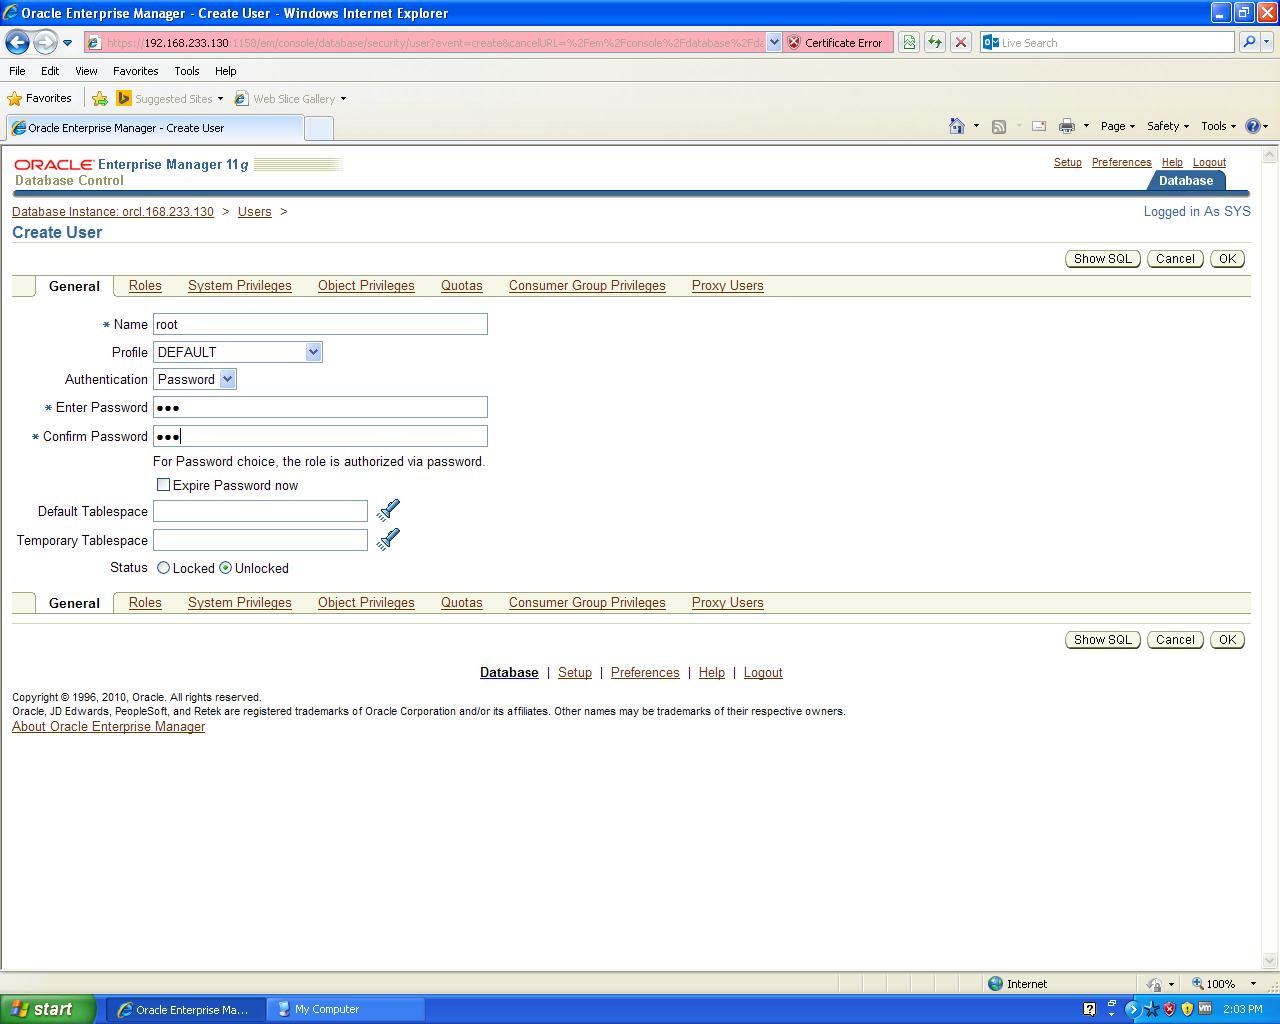 Oracle Enterprise Manager - Create User - Windows Internet Explorer
https://192.168.233.130:1158/em/console/database/security/user?event=create&cancelURL=%2Fem%2Fconsole%2Fdatabase%2Fda Certificate Error Live Search
File Edit View Favorites Tools Help
Favorites Suggested Sites Web Slice Gallery
Oracle Enterprise Manager - Create User Page Safety Tools
ORACLE Enterprise Manager 11g Setup Preferences Help Logout
Database Control Database
Database Instance: orcl.168.233.130 > Users > Logged in As SYS
Create User
Show SQL Cancel OK
General Roles System Privileges Object Privileges Quotas Consumer Group Privileges Proxy Users
* Name root
Profile DEFAULT
Authentication Password
* Enter Password ●●●
* Confirm Password ●●●
For Password choice, the role is authorized via password.
Expire Password now
Default Tablespace
Temporary Tablespace
Status Locked Unlocked
General Roles System Privileges Object Privileges Quotas Consumer Group Privileges Proxy Users
Show SQL Cancel OK
Database | Setup | Preferences | Help | Logout
Copyright © 1996, 2010, Oracle. All rights reserved.
Oracle, JD Edwards, PeopleSoft, and Retek are registered trademarks of Oracle Corporation and/or its affiliates. Other names may be trademarks of their respective owners.
About Oracle Enterprise Manager
Internet 100%
start Oracle Enterprise Ma... My Computer 2:03 PM